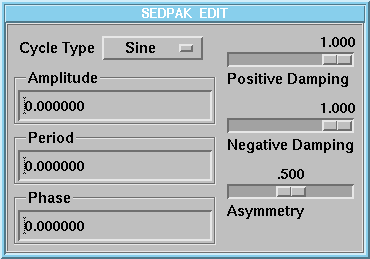 SEDPAK EDIT
Cycle Type Sine
Amplitude
0.000000
Period
0.000000
Phase
0.000000
1.000
Positive Damping
1.000
Negative Damping
.500
Asymmetry